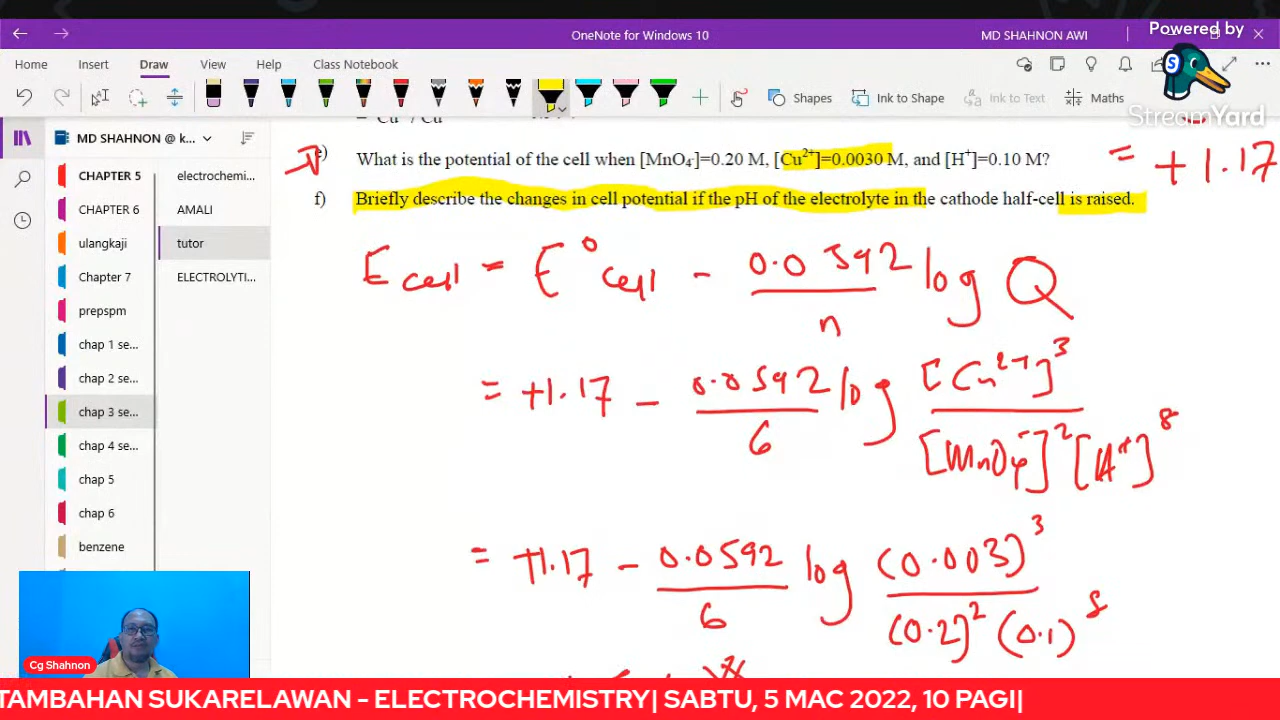 Powered by
StreamYard
OneNote for Windows 10
MD SHAHNON AWI
Home Insert Draw View Help Class Notebook
Shapes Ink to Shape Ink to Text Maths
MD SHAHNON @ k...
CHAPTER 5
CHAPTER 6
ulangkaji
Chapter 7
prepspm
chap 1 se...
chap 2 se...
chap 3 se...
chap 4 se...
chap 5
chap 6
benzene
electrochemi...
AMALI
tutor
ELECTROLYTI...
e) What is the potential of the cell when [MnO₄⁻]=0.20 M, [Cu²⁺]=0.0030 M, and [H⁺]=0.10 M?
= +1.17
f) Briefly describe the changes in cell potential if the pH of the electrolyte in the cathode half-cell is raised.
E cell = E⁰ cell - 0.0592/n log Q
= +1.17 - 0.0592/6 log [Cu²⁺]³/[MnO₄⁻]²[H⁺]⁸
= +1.17 - 0.0592/6 log (0.003)³/(0.2)²(0.1)⁸
Cg Shahnon
TAMBAHAN SUKARELAWAN - ELECTROCHEMISTRY| SABTU, 5 MAC 2022, 10 PAGI|